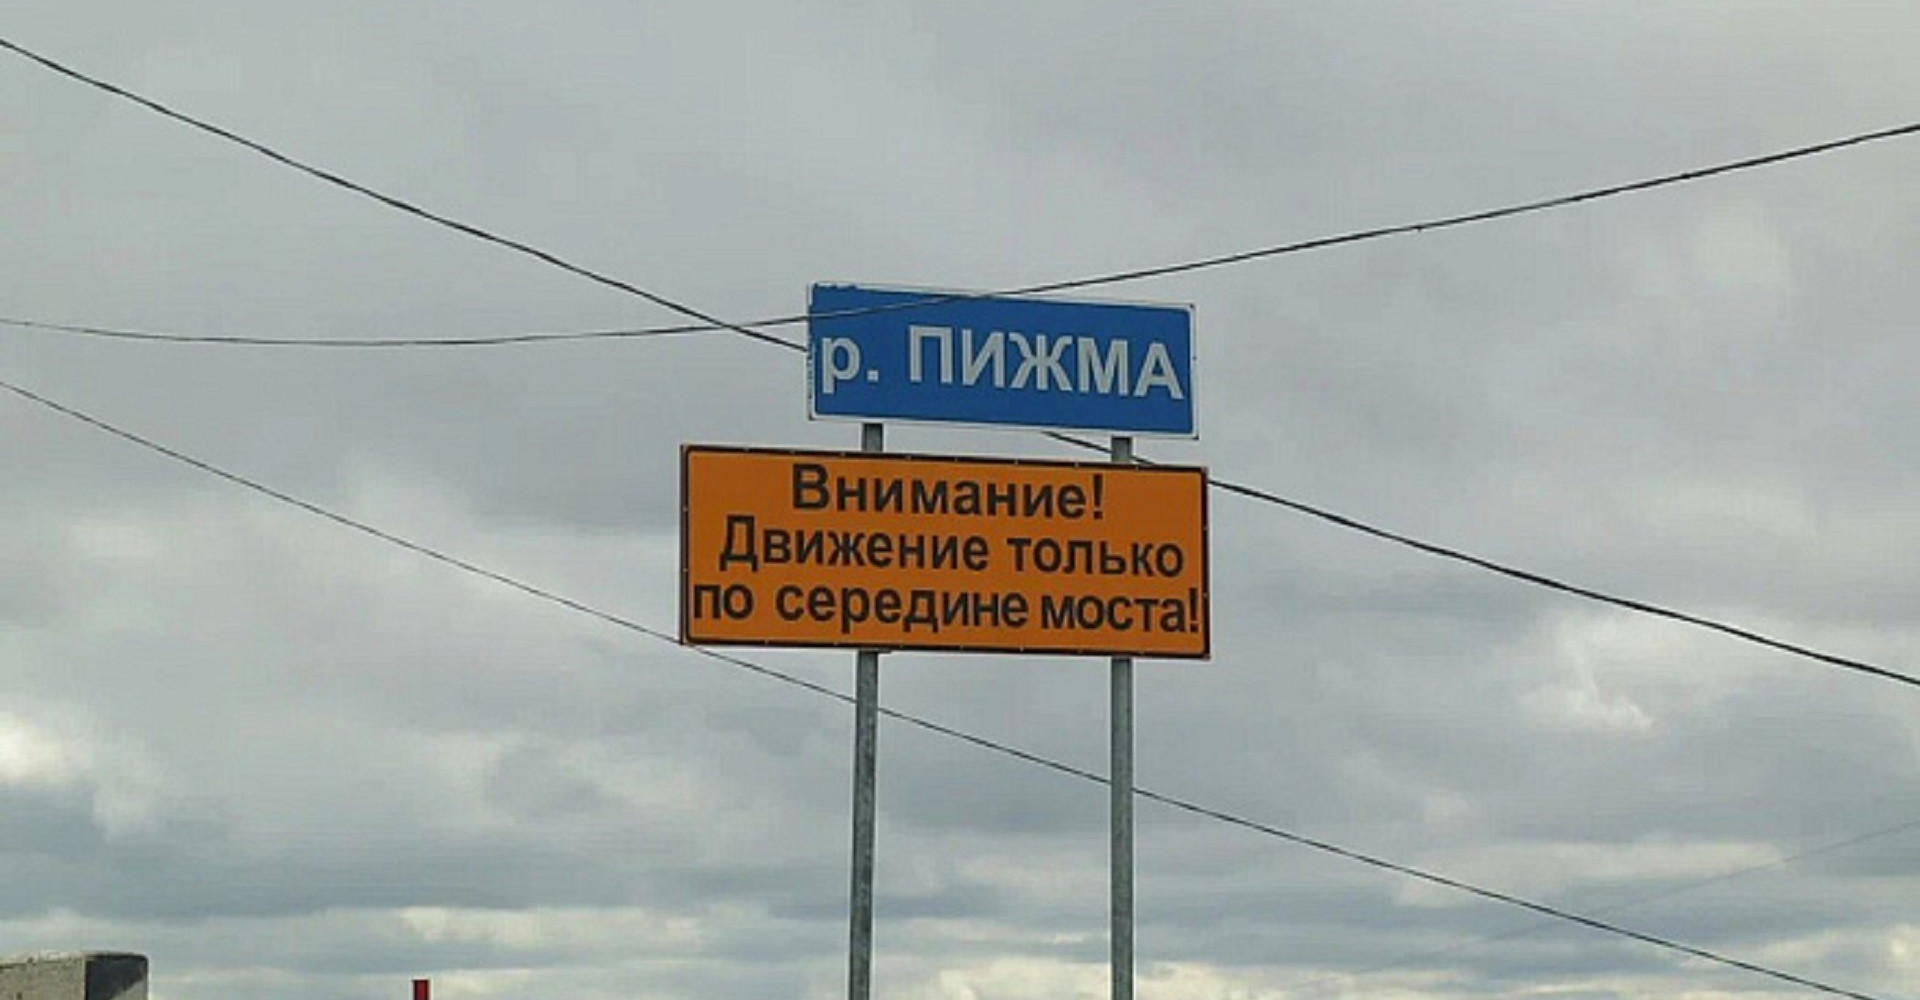 р. ПИЖМА
Внимание!
Движение только
по середине моста!